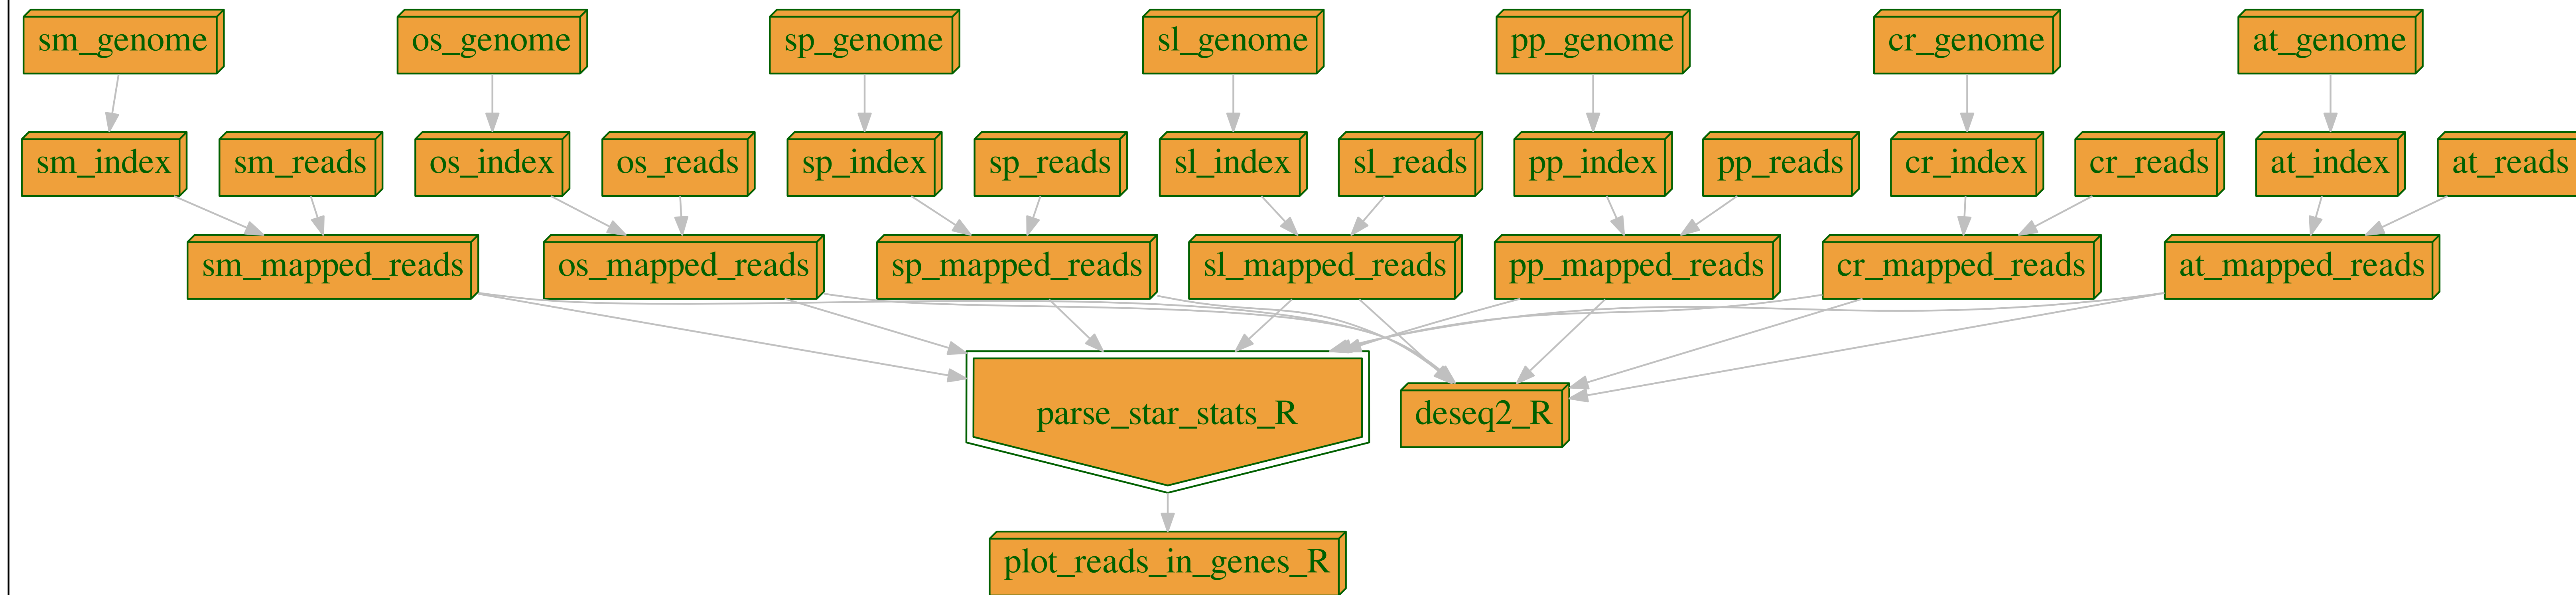 sm_genome
os_genome
sp_genome
sl_genome
pp_genome
cr_genome
at_genome
sm_index
sm_reads
os_index
os_reads
sp_index
sp_reads
sl_index
sl_reads
pp_index
pp_reads
cr_index
cr_reads
at_index
at_reads
sm_mapped_reads
os_mapped_reads
sp_mapped_reads
sl_mapped_reads
pp_mapped_reads
cr_mapped_reads
at_mapped_reads
parse_star_stats_R
deseq2_R
plot_reads_in_genes_R